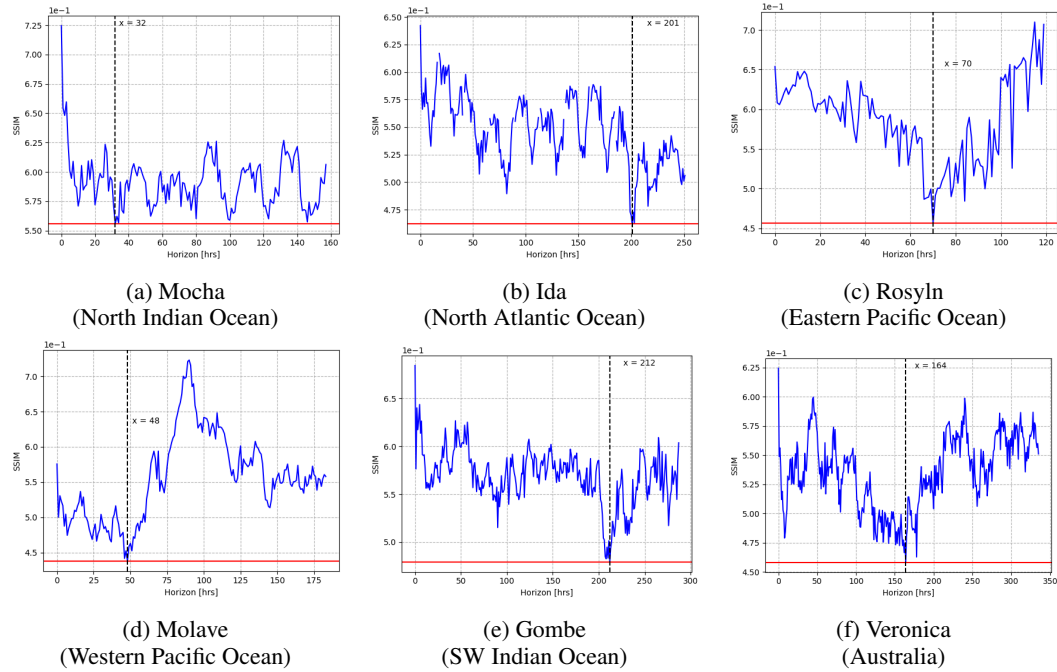 1e−1
7.25
7.00
6.75
6.50
6.25
6.00
5.75
5.50
SSIM
x = 32
0 20 40 60 80 100 120 140 160
Horizon [hrs]
(a) Mocha
(North Indian Ocean)
1e−1
6.50
6.25
6.00
5.75
5.50
5.25
5.00
4.75
SSIM
x = 201
0 50 100 150 200 250
Horizon [hrs]
(b) Ida
(North Atlantic Ocean)
1e−1
7.0
6.5
6.0
5.5
5.0
4.5
SSIM
x = 70
0 20 40 60 80 100 120
Horizon [hrs]
(c) Rosyln
(Eastern Pacific Ocean)
1e−1
7.0
6.5
6.0
5.5
5.0
4.5
SSIM
x = 48
0 25 50 75 100 125 150 175
Horizon [hrs]
(d) Molave
(Western Pacific Ocean)
1e−1
6.5
6.0
5.5
5.0
SSIM
x = 212
0 50 100 150 200 250 300
Horizon [hrs]
(e) Gombe
(SW Indian Ocean)
1e−1
6.25
6.00
5.75
5.50
5.25
5.00
4.75
4.50
SSIM
x = 164
0 50 100 150 200 250 300 350
Horizon [hrs]
(f) Veronica
(Australia)